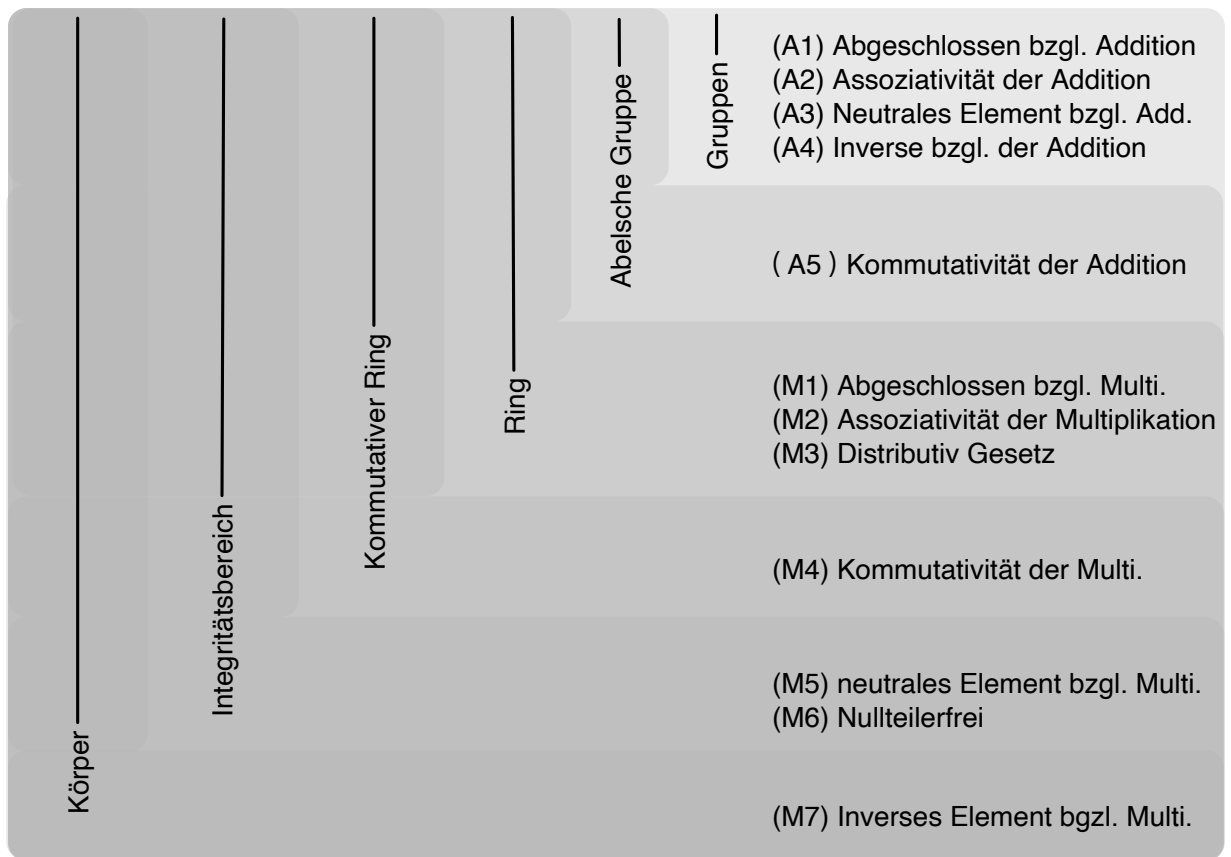 Körper
Integritätsbereich
Kommutativer Ring
Ring
Abelsche Gruppe
Gruppen
(A1) Abgeschlossen bzgl. Addition
(A2) Assoziativität der Addition
(A3) Neutrales Element bzgl. Add.
(A4) Inverse bzgl. der Addition
( A5 ) Kommutativität der Addition
(M1) Abgeschlossen bzgl. Multi.
(M2) Assoziativität der Multiplikation
(M3) Distributiv Gesetz
(M4) Kommutativität der Multi.
(M5) neutrales Element bzgl. Multi.
(M6) Nullteilerfrei
(M7) Inverses Element bgzl. Multi.